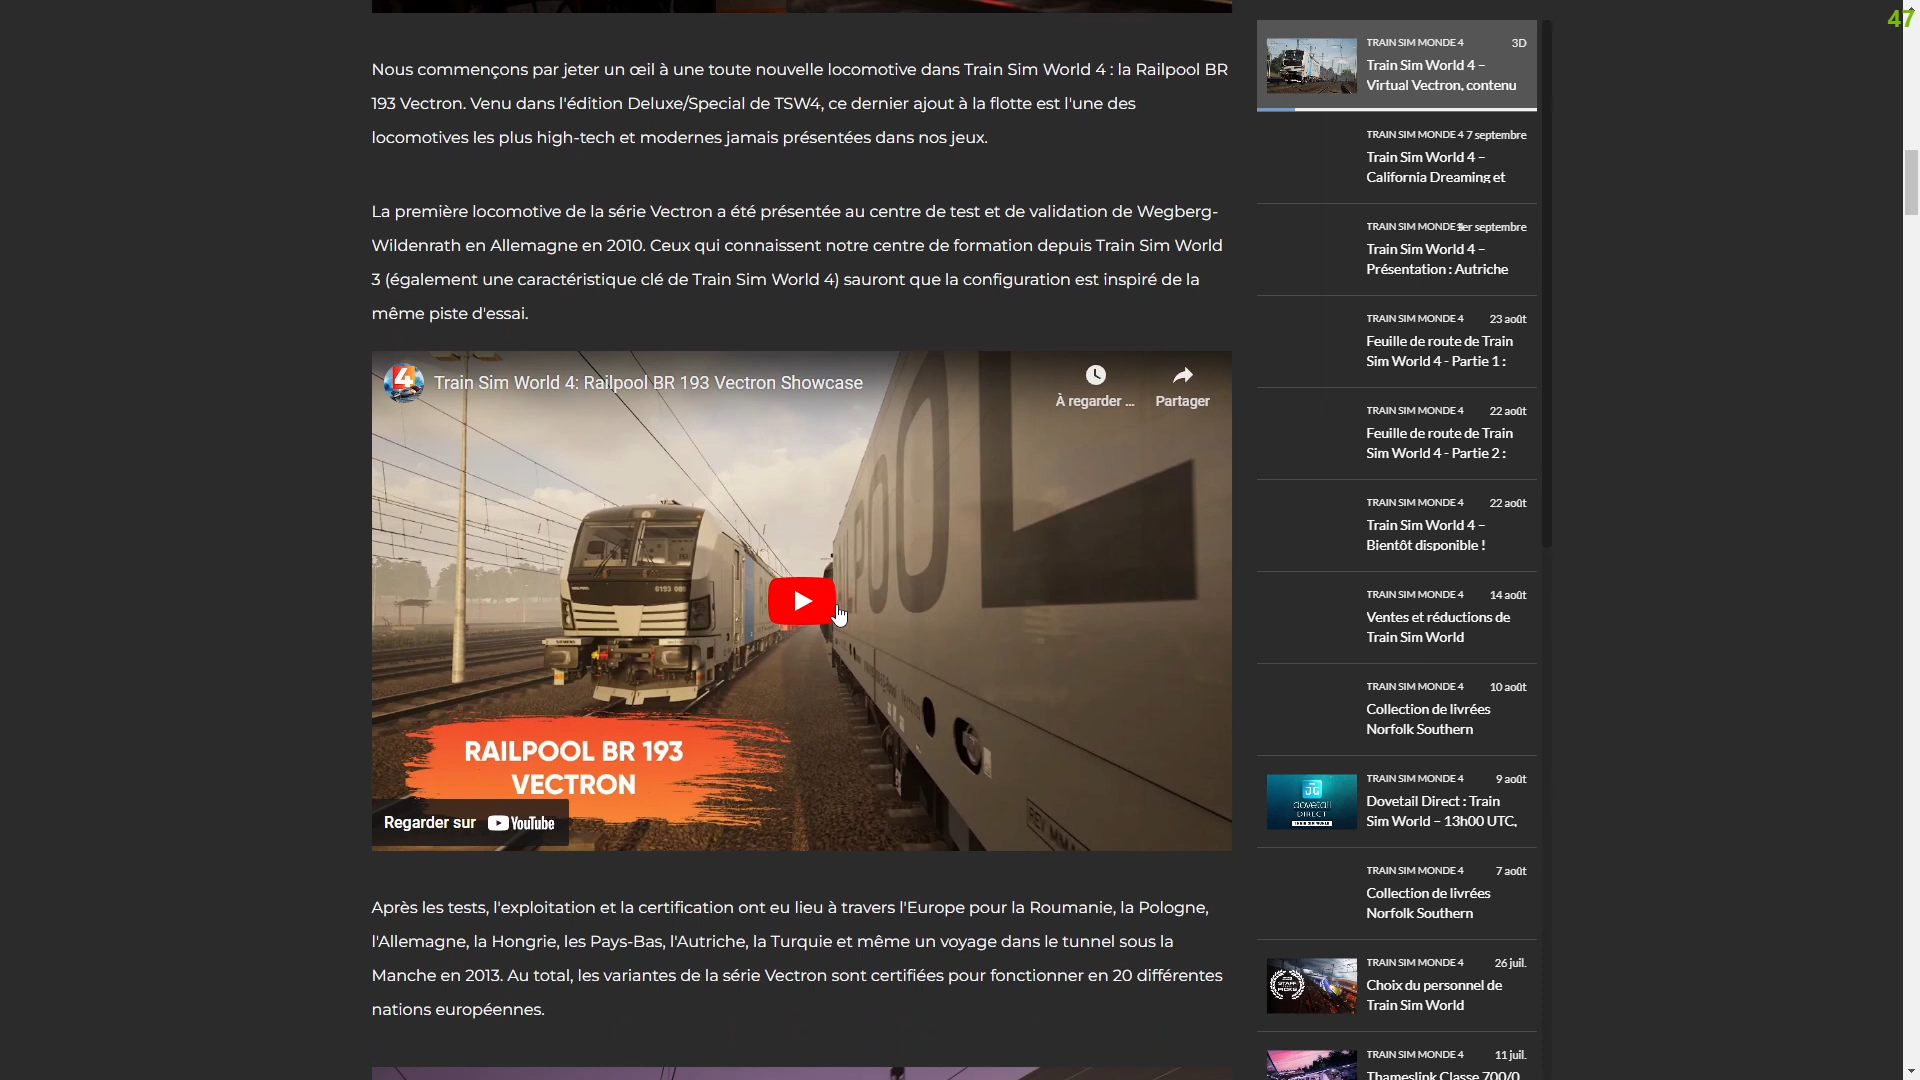 47
Nous commençons par jeter un œil à une toute nouvelle locomotive dans Train Sim World 4 : la Railpool BR
193 Vectron. Venu dans l'édition Deluxe/Special de TSW4, ce dernier ajout à la flotte est l'une des
locomotives les plus high-tech et modernes jamais présentées dans nos jeux.
La première locomotive de la série Vectron a été présentée au centre de test et de validation de Wegberg-
Wildenrath en Allemagne en 2010. Ceux qui connaissent notre centre de formation depuis Train Sim World
3 (également une caractéristique clé de Train Sim World 4) sauront que la configuration est inspiré de la
même piste d'essai.
4
Train Sim World 4: Railpool BR 193 Vectron Showcase
À regarder ...
Partager
POOL
6193 085
SIEMENS
RAILPOOL BR 193
VECTRON
Regarder sur YouTube
Après les tests, l'exploitation et la certification ont eu lieu à travers l'Europe pour la Roumanie, la Pologne,
l'Allemagne, la Hongrie, les Pays-Bas, l'Autriche, la Turquie et même un voyage dans le tunnel sous la
Manche en 2013. Au total, les variantes de la série Vectron sont certifiées pour fonctionner en 20 différentes
nations européennes.
TRAIN SIM MONDE 4 3D
Train Sim World 4 –
Virtual Vectron, contenu
TRAIN SIM MONDE 4 7 septembre
Train Sim World 4 –
California Dreaming et
TRAIN SIM MONDE 4 1er septembre
Train Sim World 4 –
Présentation : Autriche
TRAIN SIM MONDE 4 23 août
Feuille de route de Train
Sim World 4 - Partie 1 :
TRAIN SIM MONDE 4 22 août
Feuille de route de Train
Sim World 4 - Partie 2 :
TRAIN SIM MONDE 4 22 août
Train Sim World 4 –
Bientôt disponible !
TRAIN SIM MONDE 4 14 août
Ventes et réductions de
Train Sim World
TRAIN SIM MONDE 4 10 août
Collection de livrées
Norfolk Southern
dovetail
DIRECT
TRAIN SIM MONDE 4 9 août
Dovetail Direct : Train
Sim World – 13h00 UTC,
TRAIN SIM MONDE 4 7 août
Collection de livrées
Norfolk Southern
STAFF
PICKS
TRAIN SIM MONDE 4 26 juil.
Choix du personnel de
Train Sim World
TRAIN SIM MONDE 4 11 juil.
Thameslink Classe 700/0